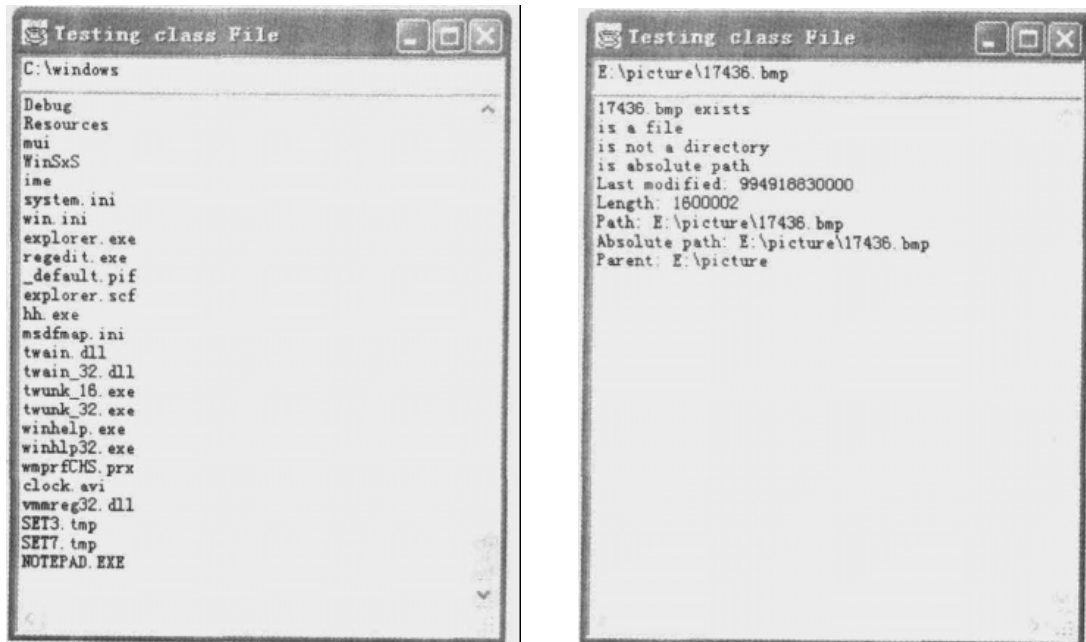 Testing class File
C:\windows
Debug
Resources
mui
WinSxS
ime
system.ini
win.ini
explorer.exe
regedit.exe
_default.pif
explorer.scf
hh.exe
msdfmap.ini
twain.dll
twain_32.dll
twunk_16.exe
twunk_32.exe
winhelp.exe
winhlp32.exe
wmprfCHS.prx
clock.avi
vmmreg32.dll
SET3.tmp
SET7.tmp
NOTEPAD.EXE
Testing class File
E:\picture\17436.bmp
17436.bmp exists
is a file
is not a directory
is absolute path
Last modified: 994918830000
Length: 1600002
Path: E:\picture\17436.bmp
Absolute path: E:\picture\17436.bmp
Parent: E:\picture